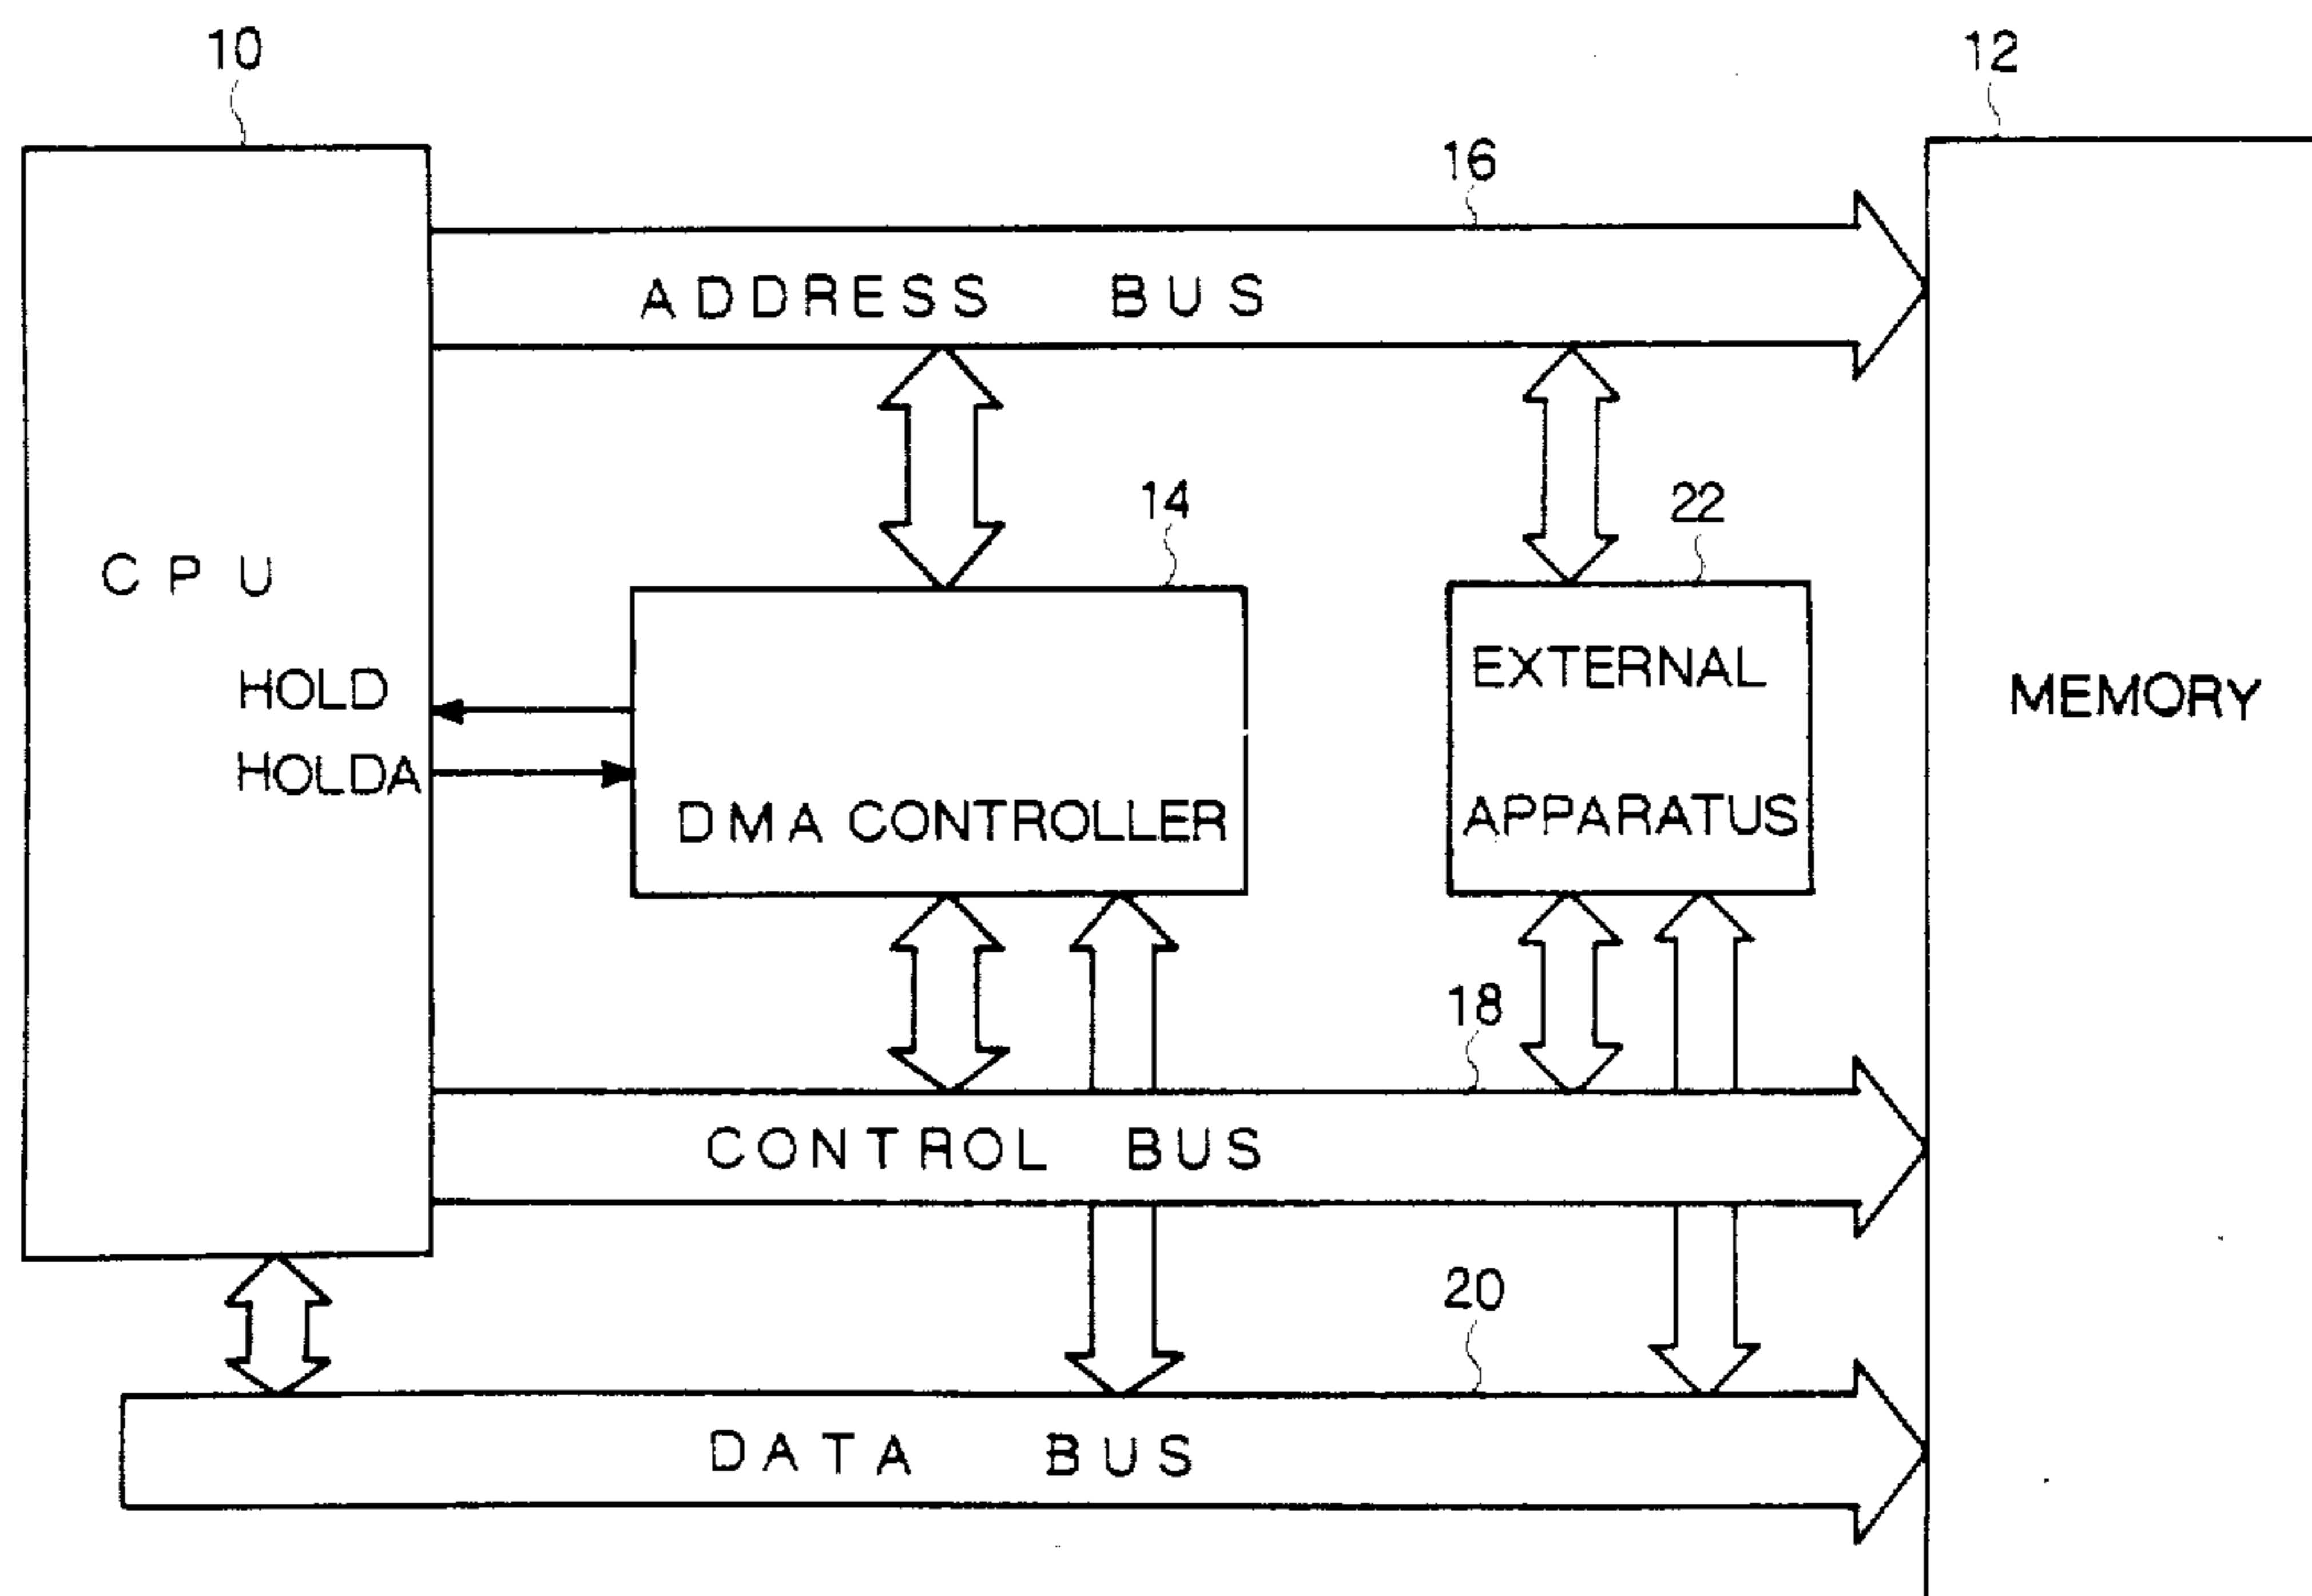 10
12
16
ADDRESS BUS
14
22
CPU
EXTERNAL
HOLD
MEMORY
HOLDA
DMA CONTROLLER
APPARATUS
18
CONTROL BUS
20
DATA BUS